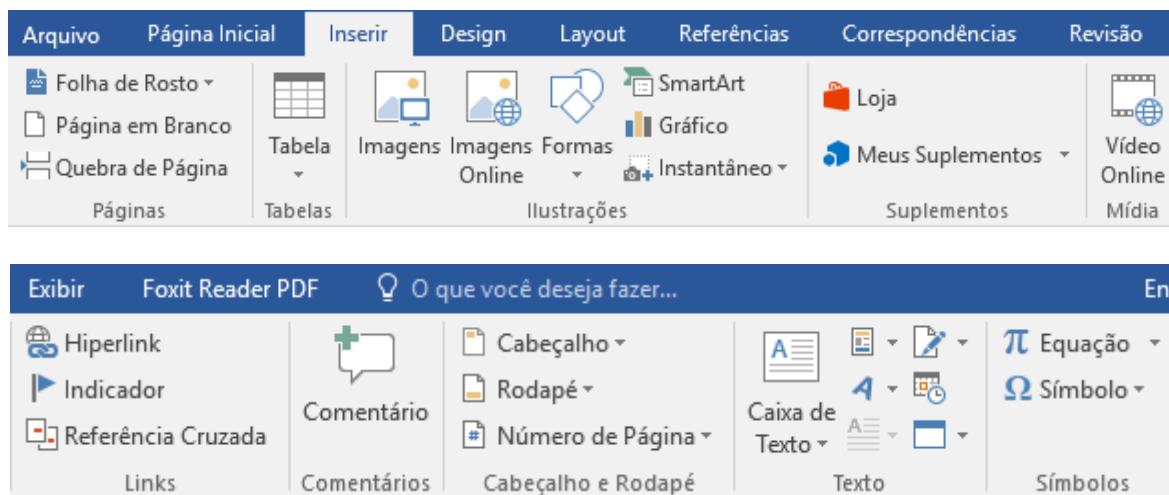 Arquivo Página Inicial Inserir Design Layout Referências Correspondências Revisão
Folha de Rosto
Página em Branco
Quebra de Página
Páginas
Tabela
Tabelas
Imagens
Imagens
Online
Formas
SmartArt
Gráfico
Instantâneo
Ilustrações
Loja
Meus Suplementos
Suplementos
Vídeo
Online
Mídia
Exibir Foxit Reader PDF O que você deseja fazer... En
Hiperlink
Indicador
Referência Cruzada
Links
Comentário
Comentários
Cabeçalho
Rodapé
# Número de Página
Cabeçalho e Rodapé
A
Caixa de
Texto
A
A
Texto
π Equação
Ω Símbolo
Símbolos